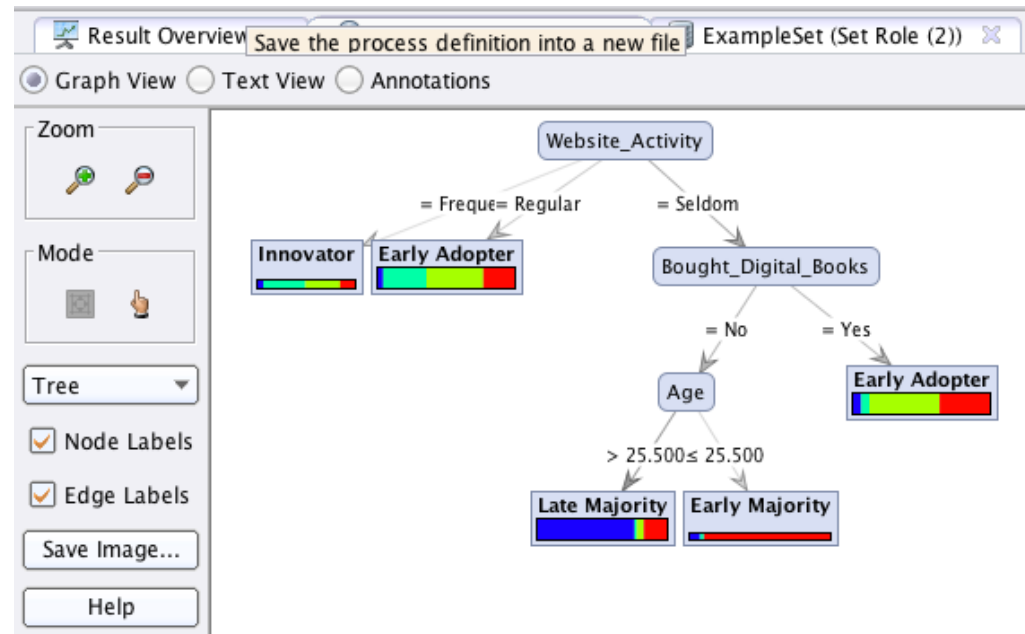 Result Overview
Save the process definition into a new file
ExampleSet (Set Role (2))
Graph View
Text View
Annotations
Zoom
Mode
Tree
Node Labels
Edge Labels
Save Image...
Help
Website_Activity
= Freque
= Regular
= Seldom
Innovator
Early Adopter
Bought_Digital_Books
= No
= Yes
Age
Early Adopter
> 25.500
≤ 25.500
Late Majority
Early Majority